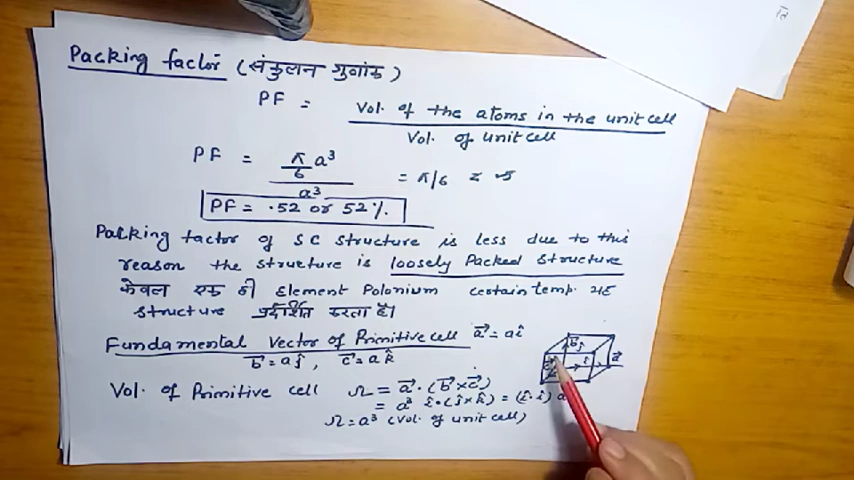 Packing factor (संकुलन गुणांक)
PF = Vol. of the atoms in the unit cell
Vol. of unit cell
PF = π/6 a³
a³
= π/6
PF = .52 or 52%.
Packing factor of SC structure is less due to this
reason the structure is loosely Packed structure
केवल एक ही element Polonium certain temp. यह
structure प्रदर्शित करता है।
Fundamental Vector of Primitive cell a⃗ = aî
b⃗ = aĵ, c⃗ = ak̂
Vol. of Primitive cell Ω = a⃗·(b⃗×c⃗)
= a³ î·(ĵ×k̂) = (î·î) a
Ω = a³ (Vol. of unit cell)